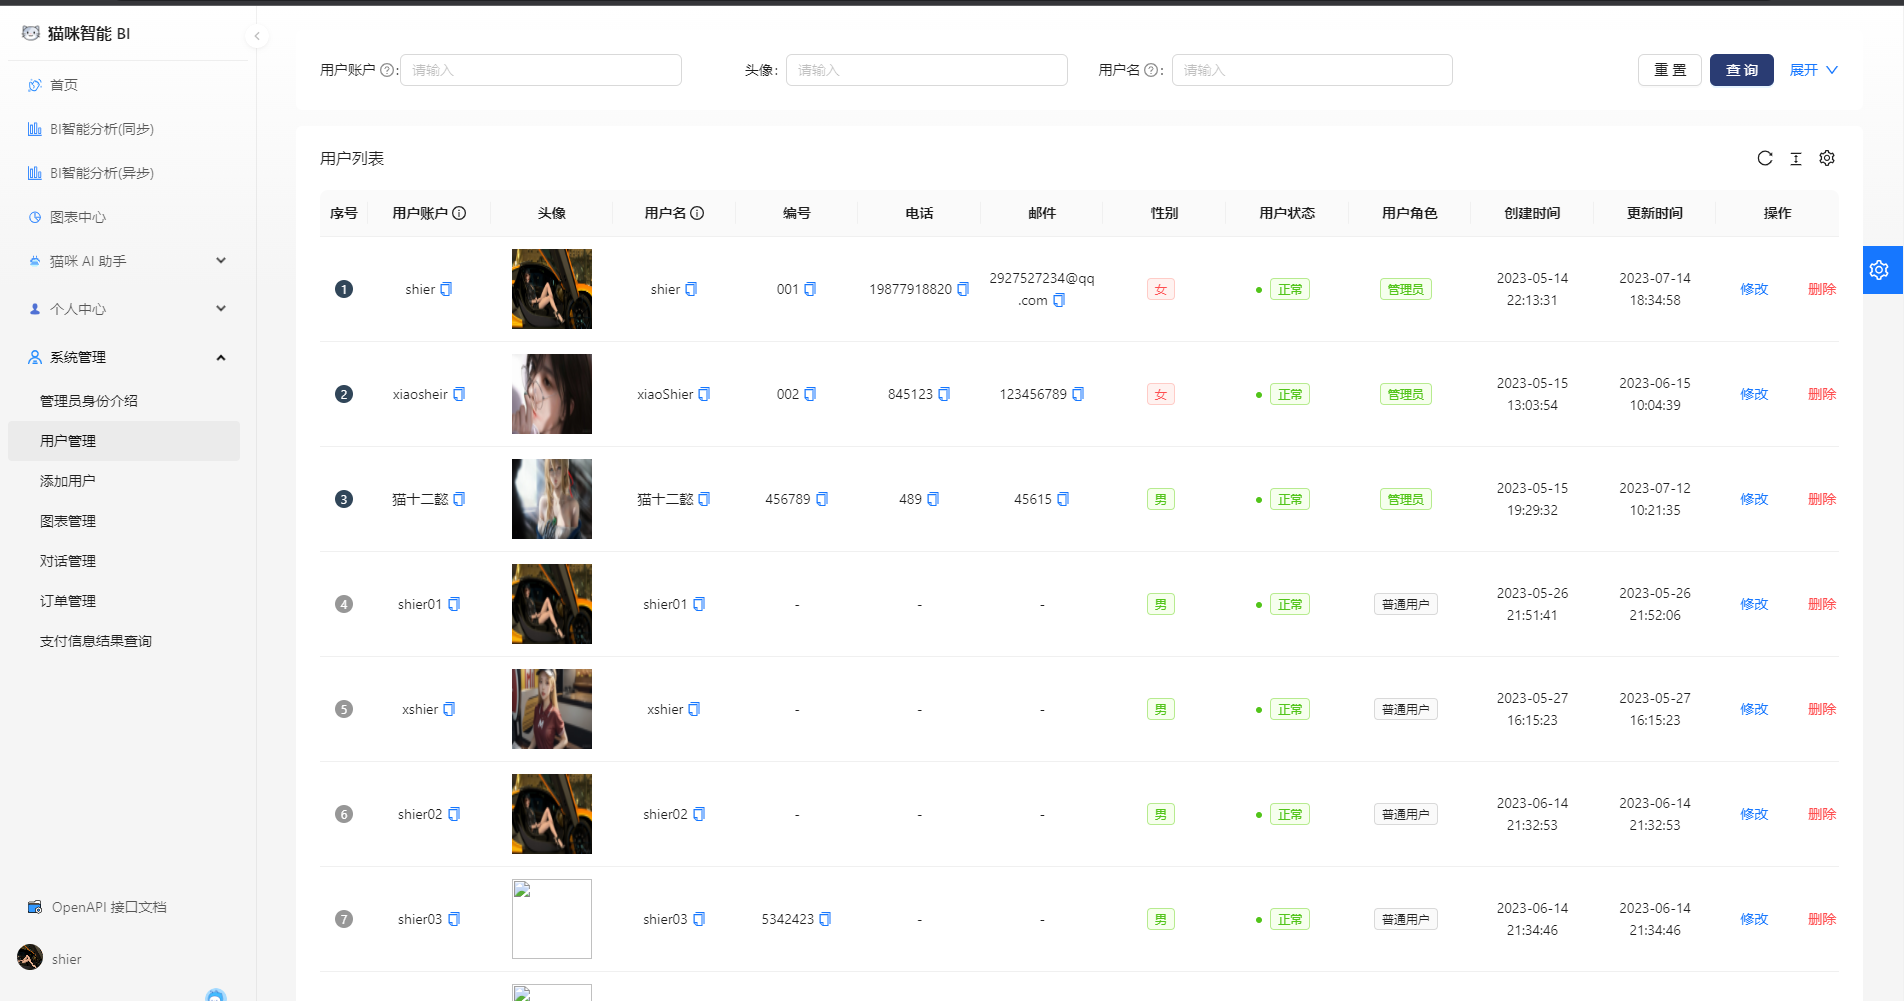 猫咪智能 BI
首页
BI智能分析(同步)
BI智能分析(异步)
图表中心
猫咪 AI 助手
个人中心
系统管理
管理员身份介绍
用户管理
添加用户
图表管理
对话管理
订单管理
支付信息结果查询
OpenAPI 接口文档
shier
用户账户 : 请输入 头像: 请输入 用户名 : 请输入 重 置 查 询 展开
用户列表
序号 用户账户 头像 用户名 编号 电话 邮件 性别 用户状态 用户角色 创建时间 更新时间 操作
1 shier shier 001 19877918820 2927527234@qq.com 女 正常 管理员 2023-05-14 22:13:31 2023-07-14 18:34:58 修改 删除
2 xiaosheir xiaoShier 002 845123 123456789 女 正常 管理员 2023-05-15 13:03:54 2023-06-15 10:04:39 修改 删除
3 猫十二懿 猫十二懿 456789 489 45615 男 正常 管理员 2023-05-15 19:29:32 2023-07-12 10:21:35 修改 删除
4 shier01 shier01 - - - 男 正常 普通用户 2023-05-26 21:51:41 2023-05-26 21:52:06 修改 删除
5 xshier xshier - - - 男 正常 普通用户 2023-05-27 16:15:23 2023-05-27 16:15:23 修改 删除
6 shier02 shier02 - - - 男 正常 普通用户 2023-06-14 21:32:53 2023-06-14 21:32:53 修改 删除
7 shier03 shier03 5342423 - - 男 正常 普通用户 2023-06-14 21:34:46 2023-06-14 21:34:46 修改 删除